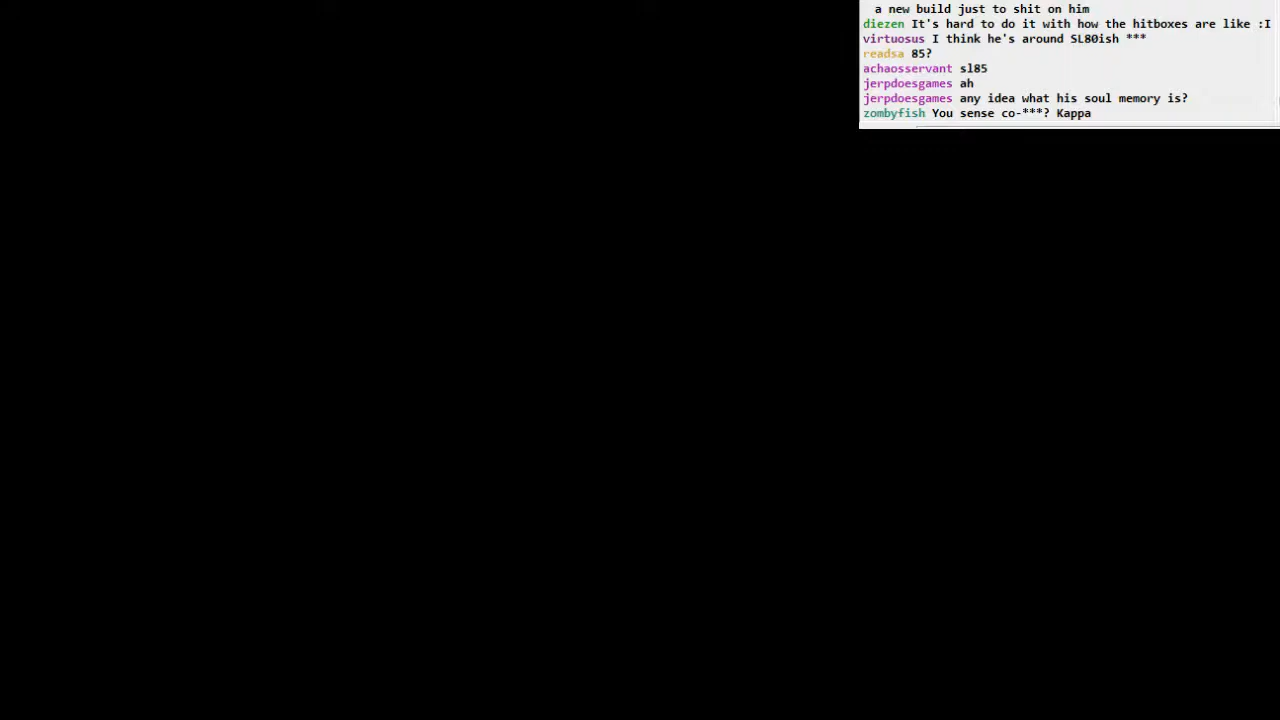 a new build just to shit on him
diezen It's hard to do it with how the hitboxes are like :I
virtuosus I think he's around SL80ish ***
readsa 85?
achaosservant sl85
jerpdoesgames ah
jerpdoesgames any idea what his soul memory is?
zombyfish You sense co-***? Kappa